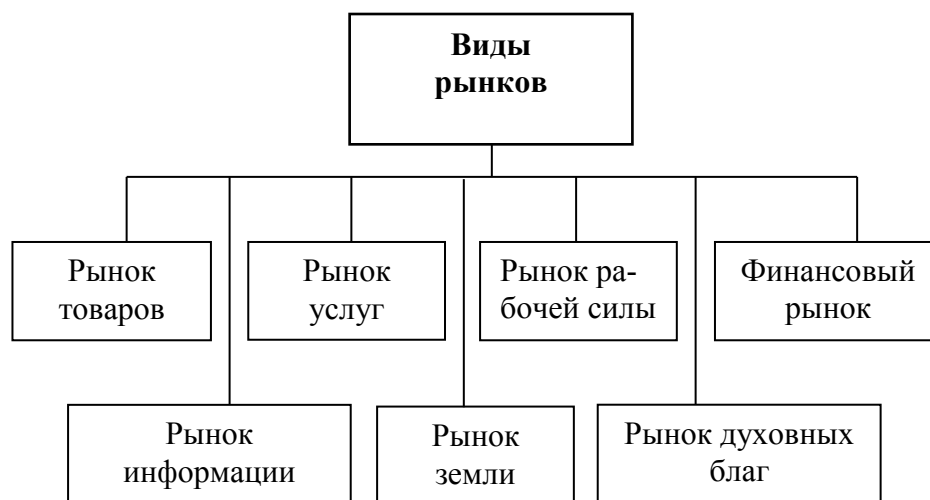 Виды
рынков
Рынок
товаров
Рынок
услуг
Рынок ра-
бочей силы
Финансовый
рынок
Рынок
информации
Рынок
земли
Рынок духовных
благ